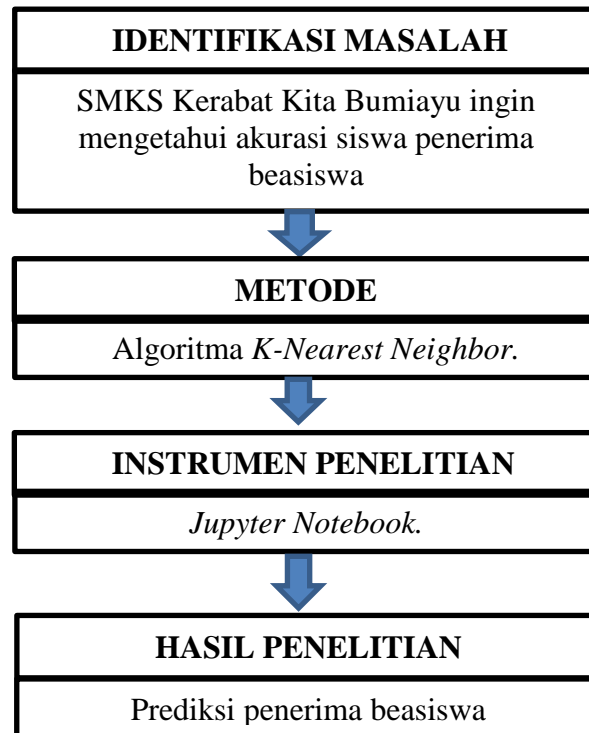 IDENTIFIKASI MASALAH
SMKS Kerabat Kita Bumiayu ingin
mengetahui akurasi siswa penerima
beasiswa
METODE
Algoritma K-Nearest Neighbor.
INSTRUMEN PENELITIAN
Jupyter Notebook.
HASIL PENELITIAN
Prediksi penerima beasiswa